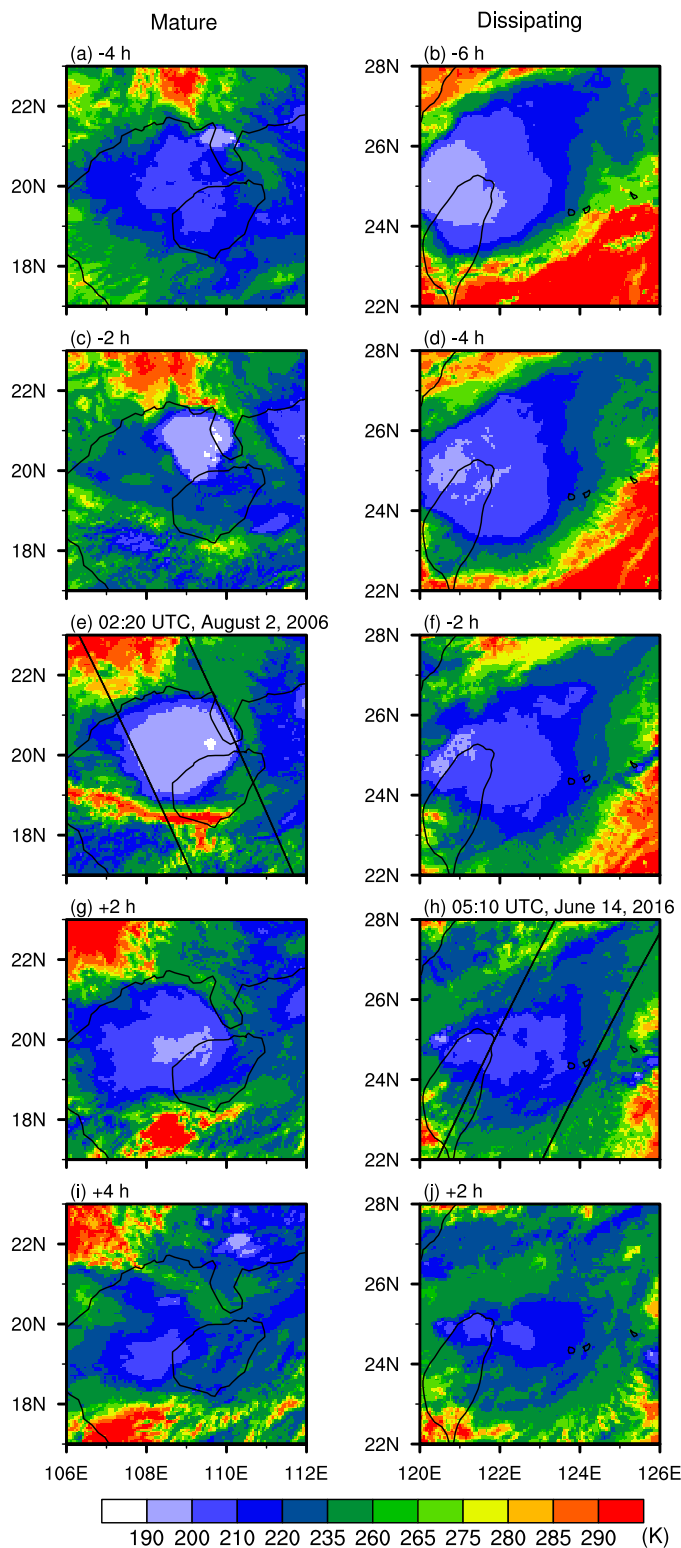 Mature Dissipating
(a) -4 h (b) -6 h
22N 28N
20N 26N
18N 24N
22N
(c) -2 h (d) -4 h
22N 28N
20N 26N
18N 24N
22N
(e) 02:20 UTC, August 2, 2006 (f) -2 h
22N 28N
20N 26N
18N 24N
22N
(g) +2 h (h) 05:10 UTC, June 14, 2016
22N 28N
20N 26N
18N 24N
22N
(i) +4 h (j) +2 h
22N 28N
20N 26N
18N 24N
22N
106E 108E 110E 112E 120E 122E 124E 126E
190 200 210 220 235 260 265 275 280 285 290 (K)